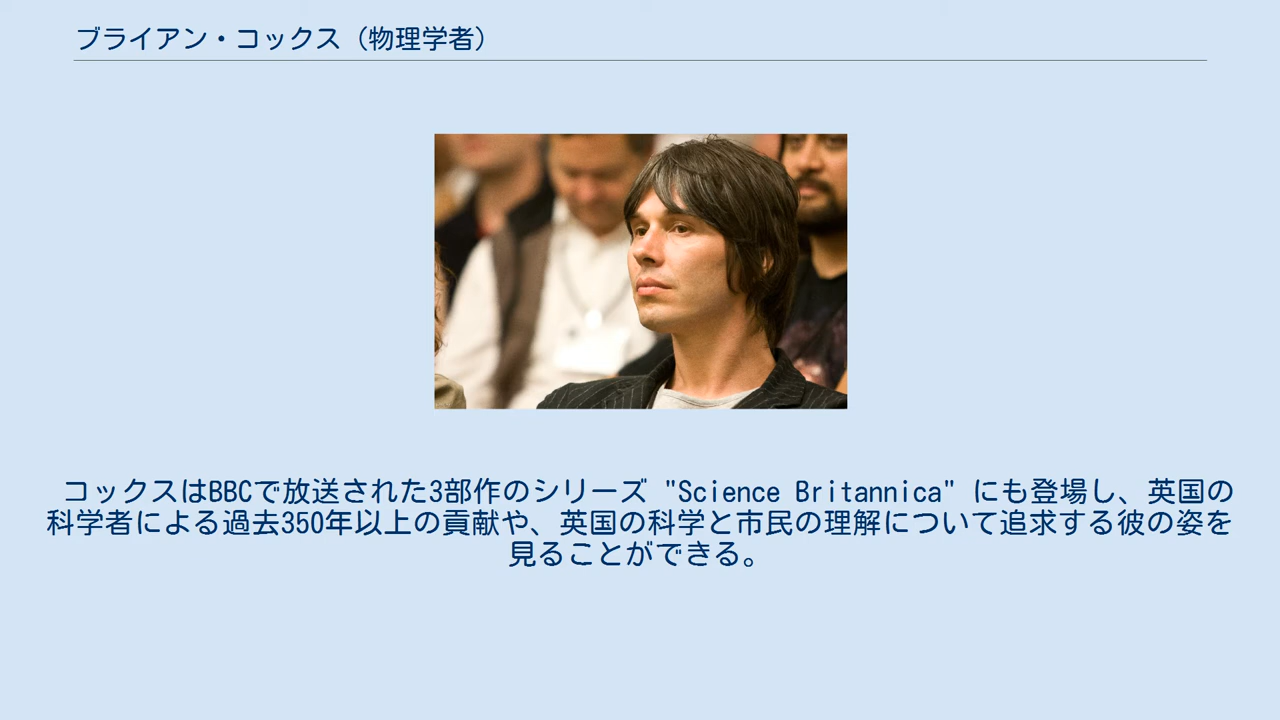 ブライアン・コックス（物理学者）
コックスはBBCで放送された3部作のシリーズ "Science Britannica" にも登場し、英国の
科学者による過去350年以上の貢献や、英国の科学と市民の理解について追求する彼の姿を
見ることができる。